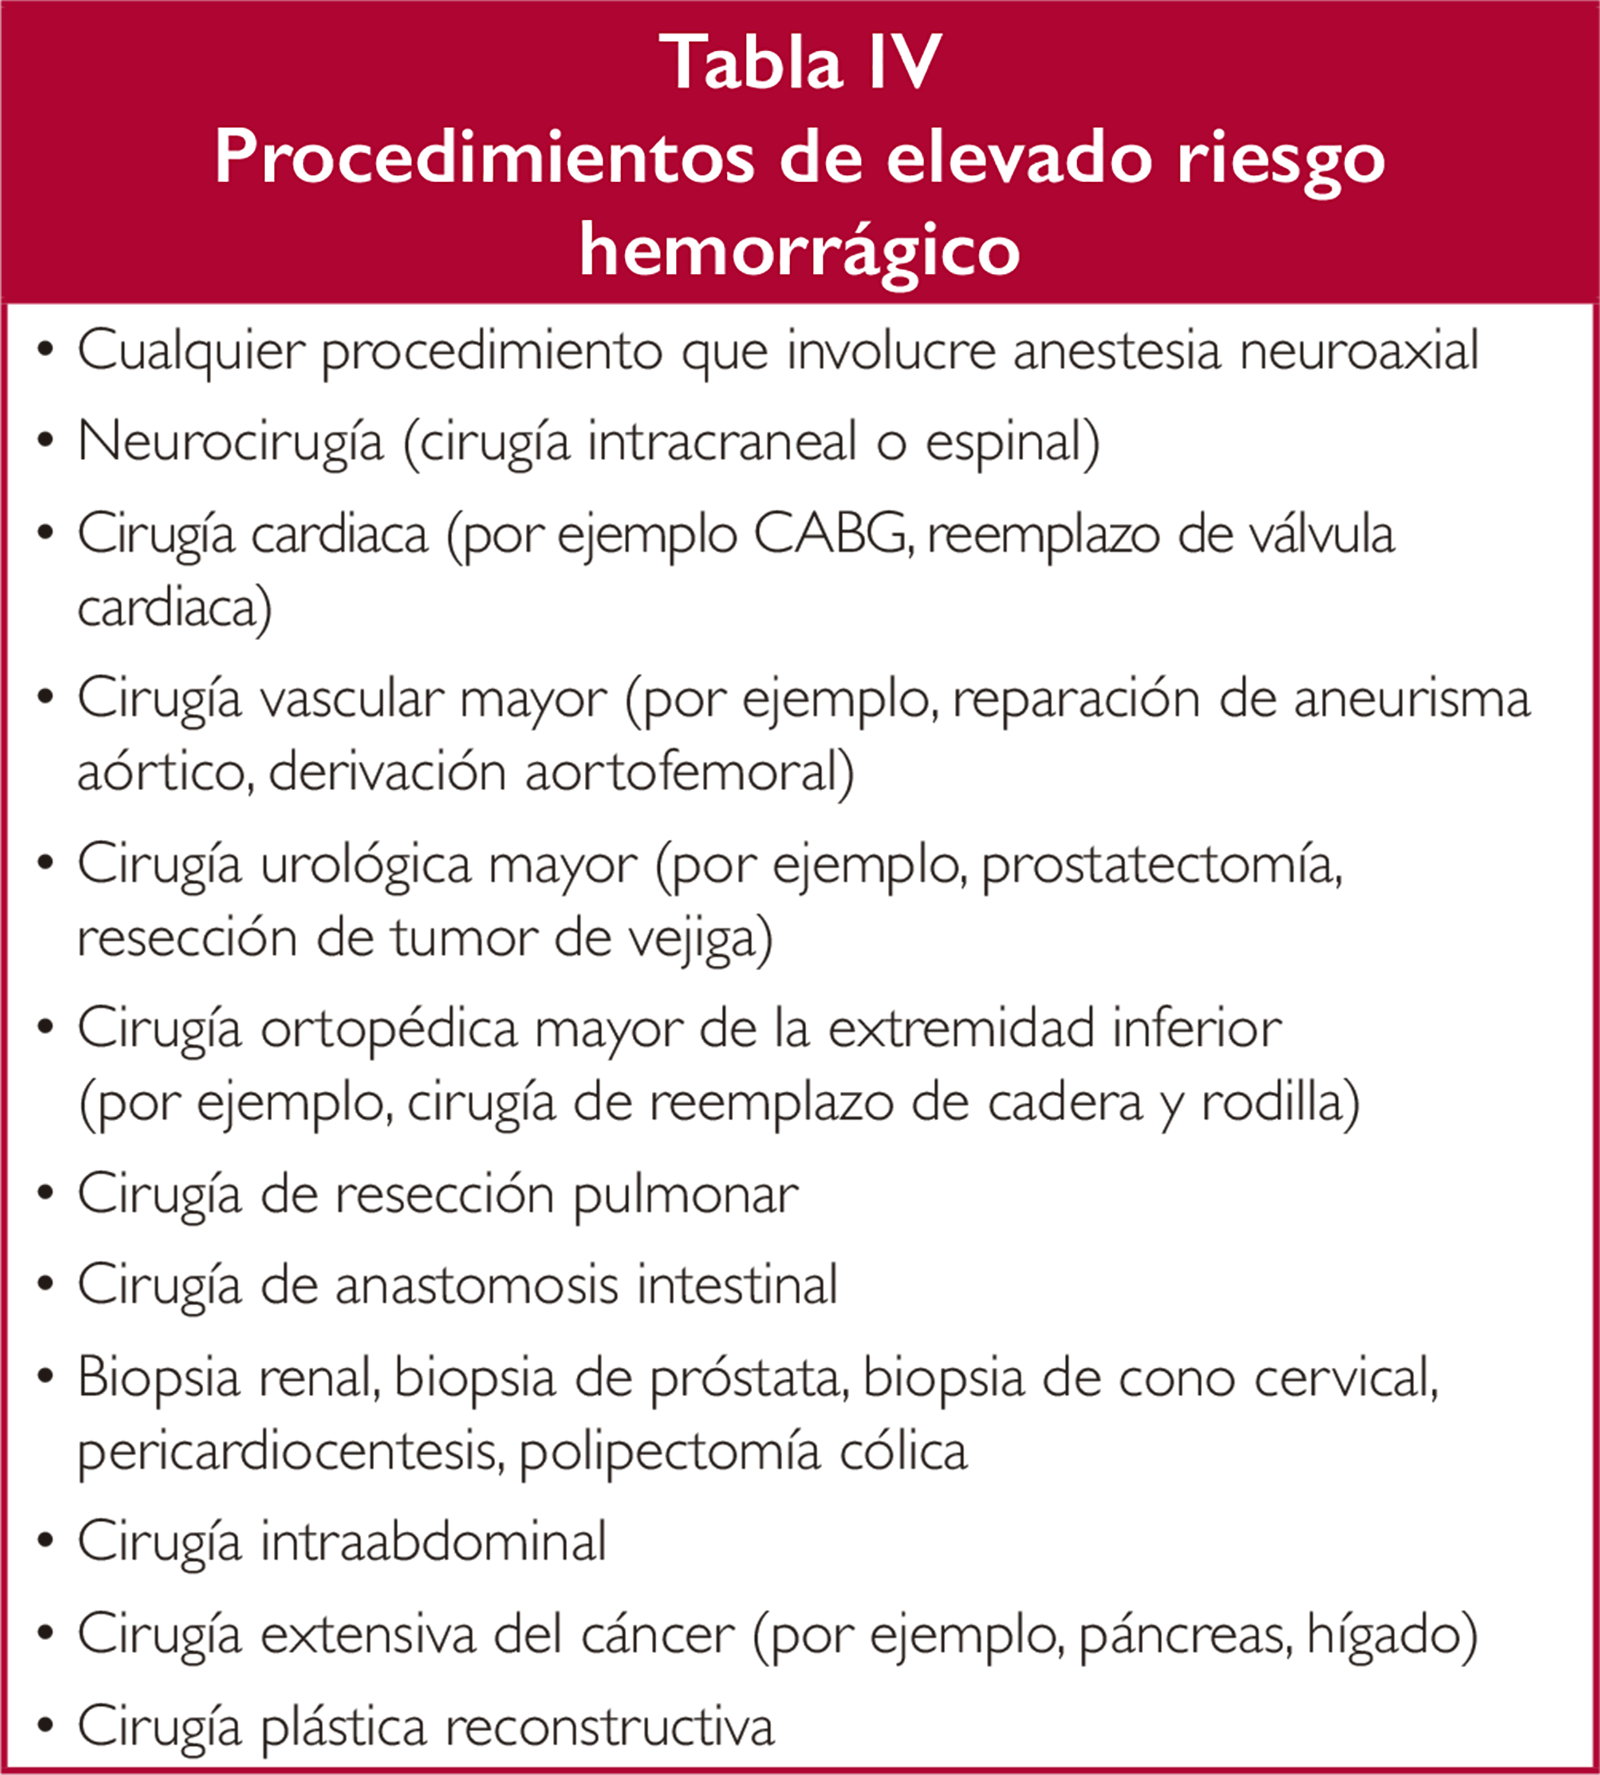 Tabla IV
Procedimientos de elevado riesgo
hemorrágico
• Cualquier procedimiento que involucre anestesia neuroaxial
• Neurocirugía (cirugía intracraneal o espinal)
• Cirugía cardiaca (por ejemplo CABG, reemplazo de válvula
cardiaca)
• Cirugía vascular mayor (por ejemplo, reparación de aneurisma
aórtico, derivación aortofemoral)
• Cirugía urológica mayor (por ejemplo, prostatectomía,
resección de tumor de vejiga)
• Cirugía ortopédica mayor de la extremidad inferior
(por ejemplo, cirugía de reemplazo de cadera y rodilla)
• Cirugía de resección pulmonar
• Cirugía de anastomosis intestinal
• Biopsia renal, biopsia de próstata, biopsia de cono cervical,
pericardiocentesis, polipectomía cólica
• Cirugía intraabdominal
• Cirugía extensiva del cáncer (por ejemplo, páncreas, hígado)
• Cirugía plástica reconstructiva